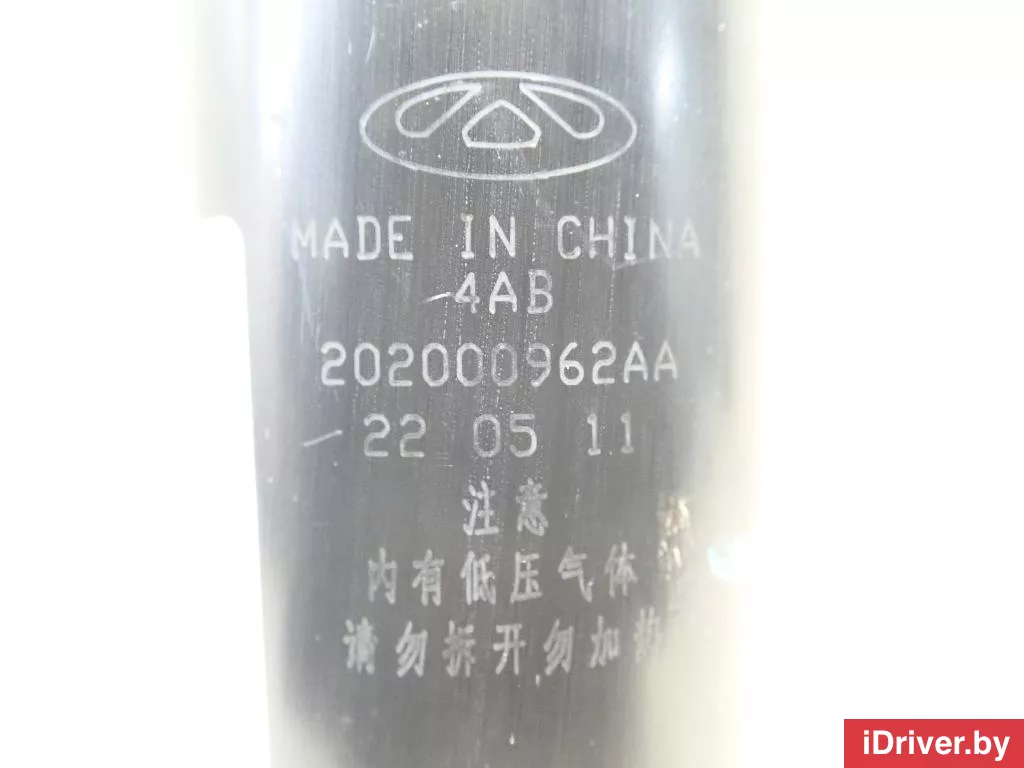 MADE IN CHINA
4AB
202000962AA
22 05 11
注意
内有低压气体
请勿拆开勿加热
iDriver.by